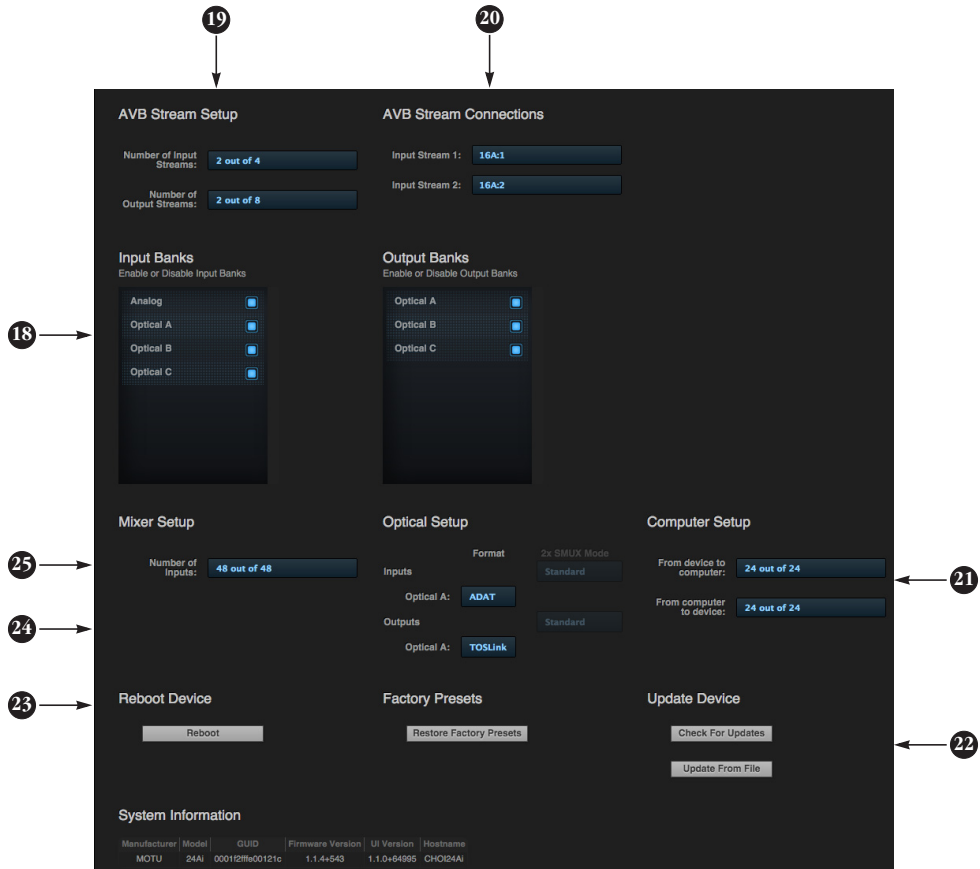 19
20
AVB Stream Setup
AVB Stream Connections
Number of Input Streams: 2 out of 4
Input Stream 1: 16A:1
Input Stream 2: 16A:2
Number of Output Streams: 2 out of 8
Input Banks
Enable or Disable Input Banks
Output Banks
Enable or Disable Output Banks
18
Analog
Optical A
Optical B
Optical C
Optical A
Optical B
Optical C
Mixer Setup
Optical Setup
Computer Setup
25
Number of Inputs: 48 out of 48
Format
2x SMUX Mode
Inputs
Standard
Optical A: ADAT
Outputs
Standard
Optical A: TOSLink
From device to computer: 24 out of 24
21
From computer to device: 24 out of 24
24
23
Reboot Device
Factory Presets
Update Device
Reboot
Restore Factory Presets
Check For Updates
22
Update From File
System Information
Manufacturer Model GUID Firmware Version UI Version Hostname
MOTU 24Ai 0001f2fffe00121c 1.1.4+543 1.1.0+64995 CHOI24Ai